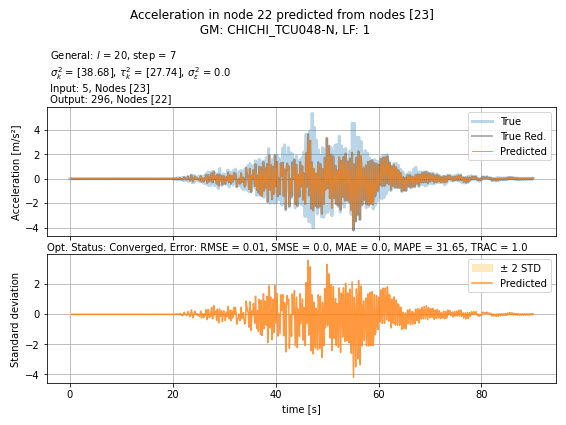 Acceleration in node 22 predicted from nodes [23]
GM: CHICHI_TCU048-N, LF: 1
General: l = 20, step = 7
σ²ₖ = [38.68], τ²ₖ = [27.74], σ²ε = 0.0
Input: 5, Nodes [23]
Output: 296, Nodes [22]
Acceleration [m/s²]
4
2
0
−2
−4
True
True Red.
Predicted
Opt. Status: Converged, Error: RMSE = 0.01, SMSE = 0.0, MAE = 0.0, MAPE = 31.65, TRAC = 1.0
Standard deviation
2
0
−2
−4
± 2 STD
Predicted
0 20 40 60 80
time [s]